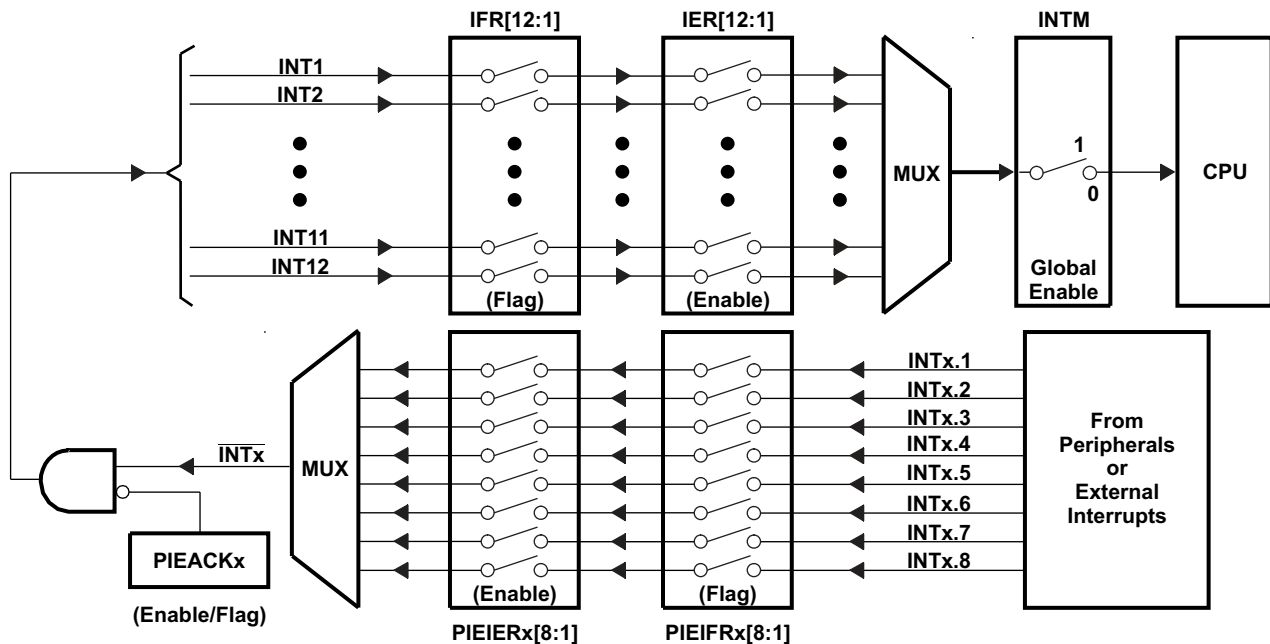 IFR[12:1]
IER[12:1]
INTM
INT1
INT2
1
MUX
CPU
0
INT11
INT12
Global
Enable
(Flag)
(Enable)
INTx.1
INTx.2
INTx.3
INTx.4
INTx.5
INTx.6
INTx.7
INTx.8
From
Peripherals
or
External
Interrupts
INTx
MUX
PIEACKx
(Enable/Flag)
(Enable)
(Flag)
PIEIERx[8:1]
PIEIFRx[8:1]